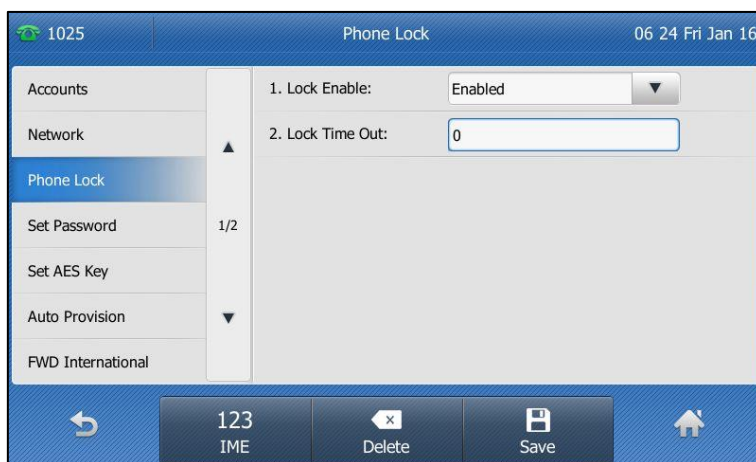 1025 Phone Lock 06 24 Fri Jan 16
Accounts
Network
Phone Lock
Set Password
Set AES Key
Auto Provision
FWD International
1/2
1. Lock Enable: Enabled
2. Lock Time Out: 0
123
IME
Delete
Save